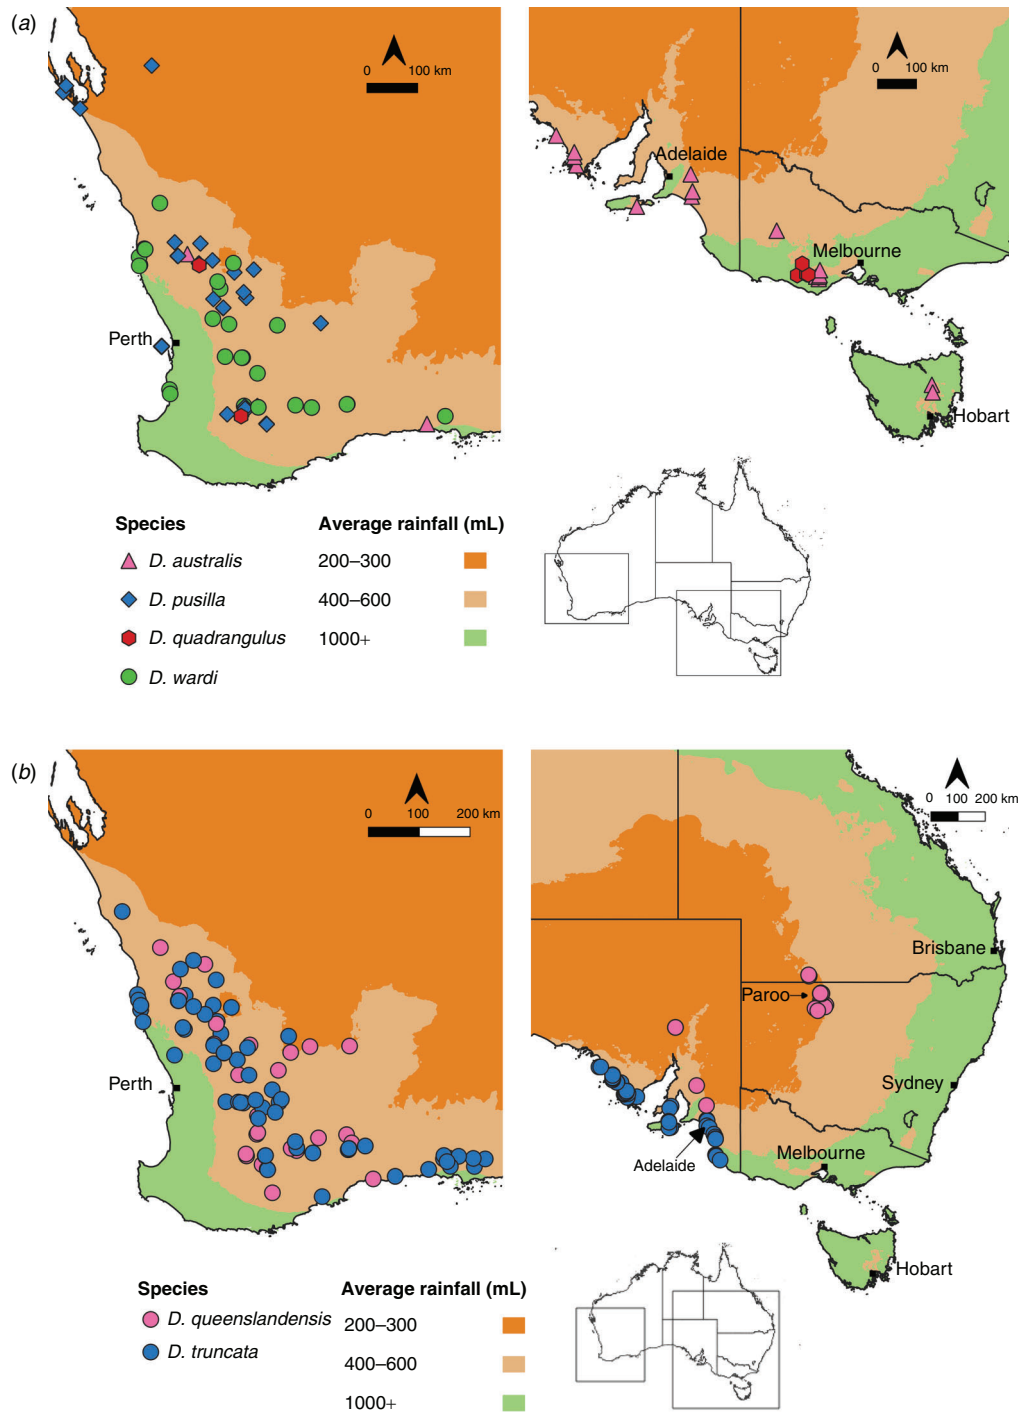 (a)
0 100 km
0 100 km
Adelaide
Melbourne
Perth
Hobart
Species Average rainfall (mL)
D. australis 200–300
D. pusilla 400–600
D. quadrangulus 1000+
D. wardi
(b)
0 100 200 km
0 100 200 km
Brisbane
Paroo
Perth
Sydney
Adelaide
Melbourne
Hobart
Species Average rainfall (mL)
D. queenslandensis 200–300
D. truncata 400–600
1000+